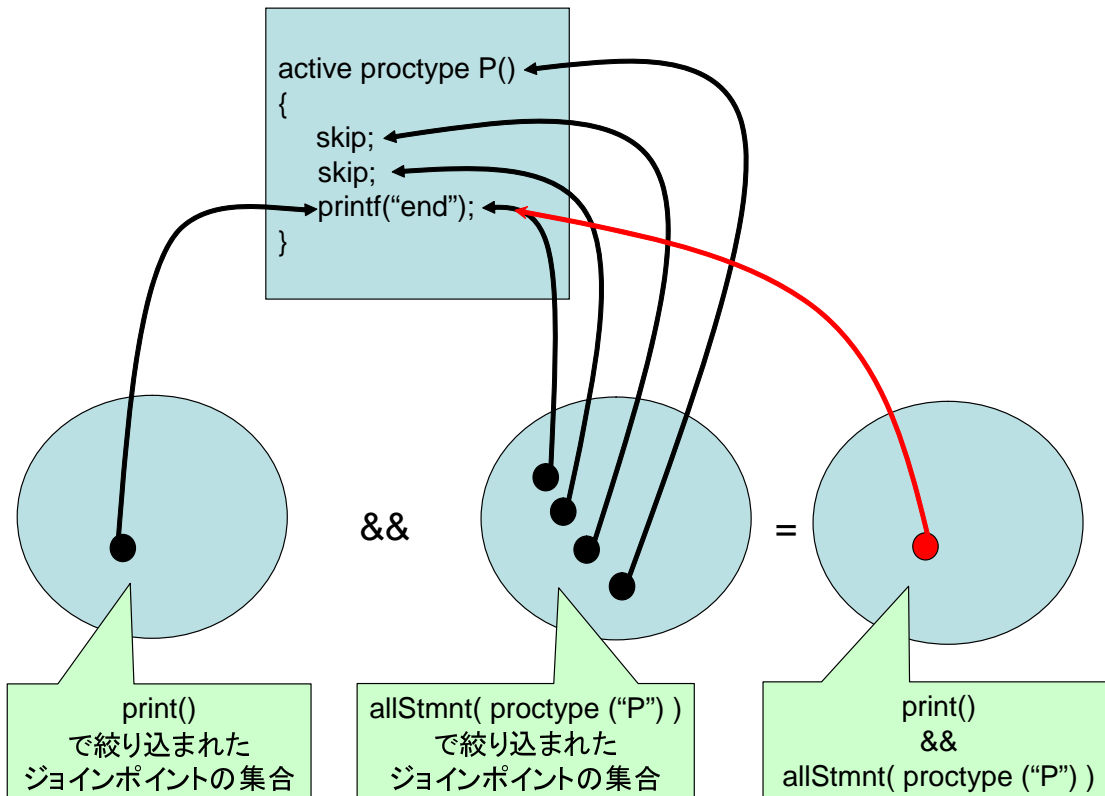 active proctype P()
{
skip;
skip;
printf(“end”);
}
&&
=
print()
で絞り込まれた
ジョインポイントの集合
allStmnt( proctype (“P”) )
で絞り込まれた
ジョインポイントの集合
print()
&&
allStmnt( proctype (“P”) )